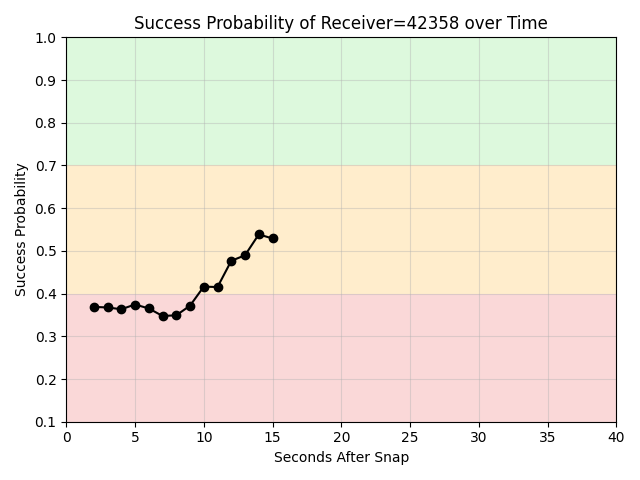 Success Probability of Receiver=42358 over Time
1.0
0.9
0.8
0.7
0.6
0.5
0.4
0.3
0.2
0.1
Success Probability
0 5 10 15 20 25 30 35 40
Seconds After Snap